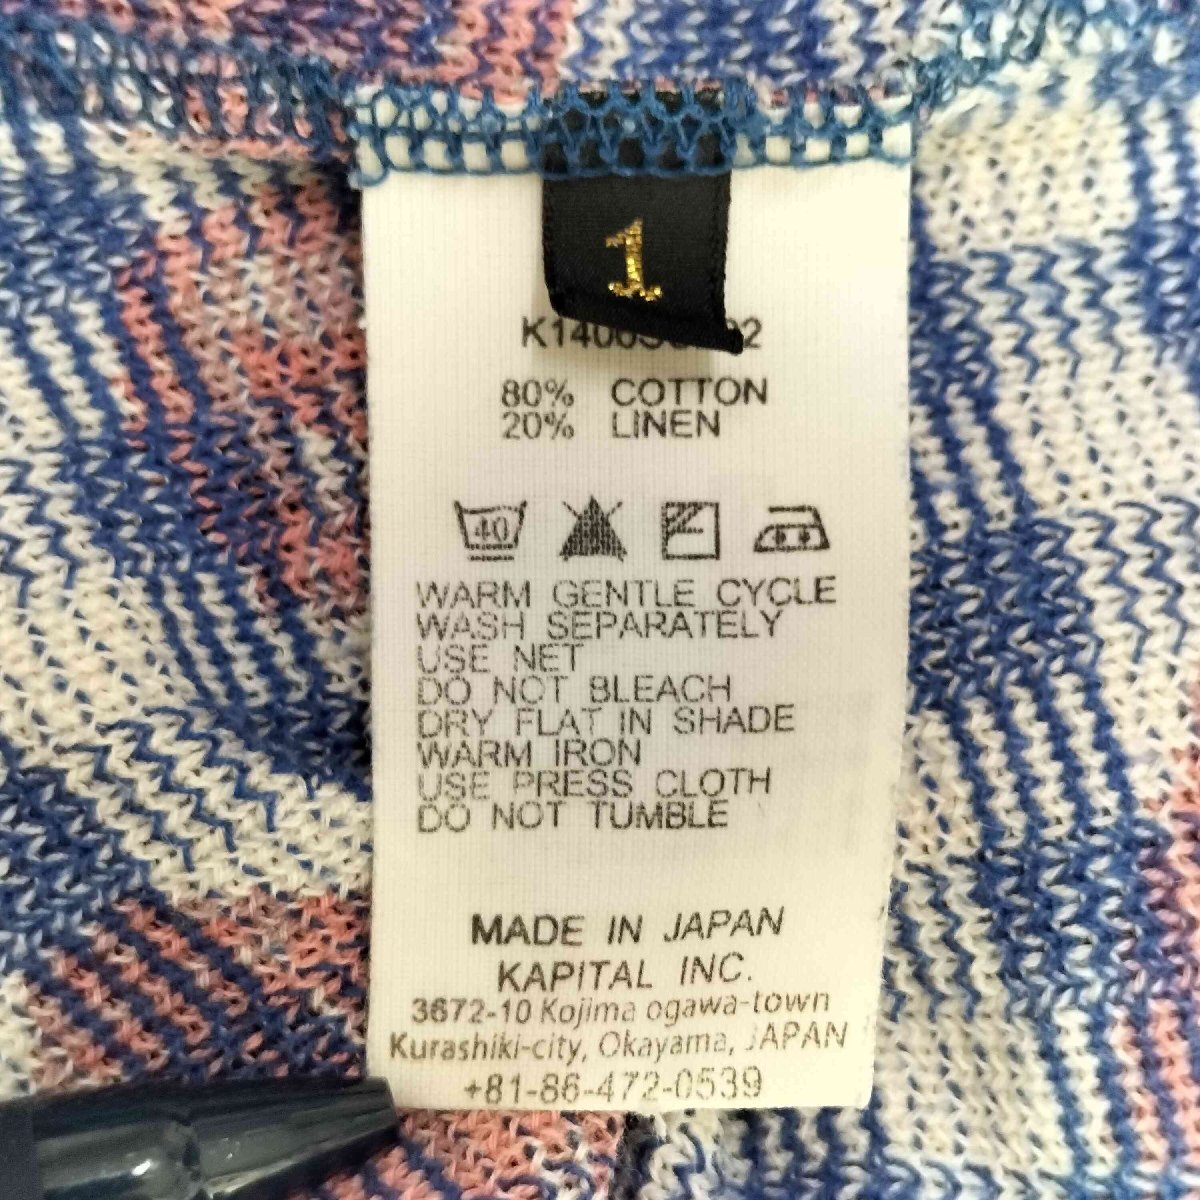 1
80% COTTON
20% LINEN
40
WARM GENTLE CYCLE
WASH SEPARATELY
USE NET
DO NOT BLEACH
DRY FLAT IN SHADE
WARM IRON
USE PRESS CLOTH
DO NOT TUMBLE
MADE IN JAPAN
KAPITAL INC.
3672-10 Kojima ogawa-town
Kurashiki-city, Okayama, JAPAN
+81-86-472-0539